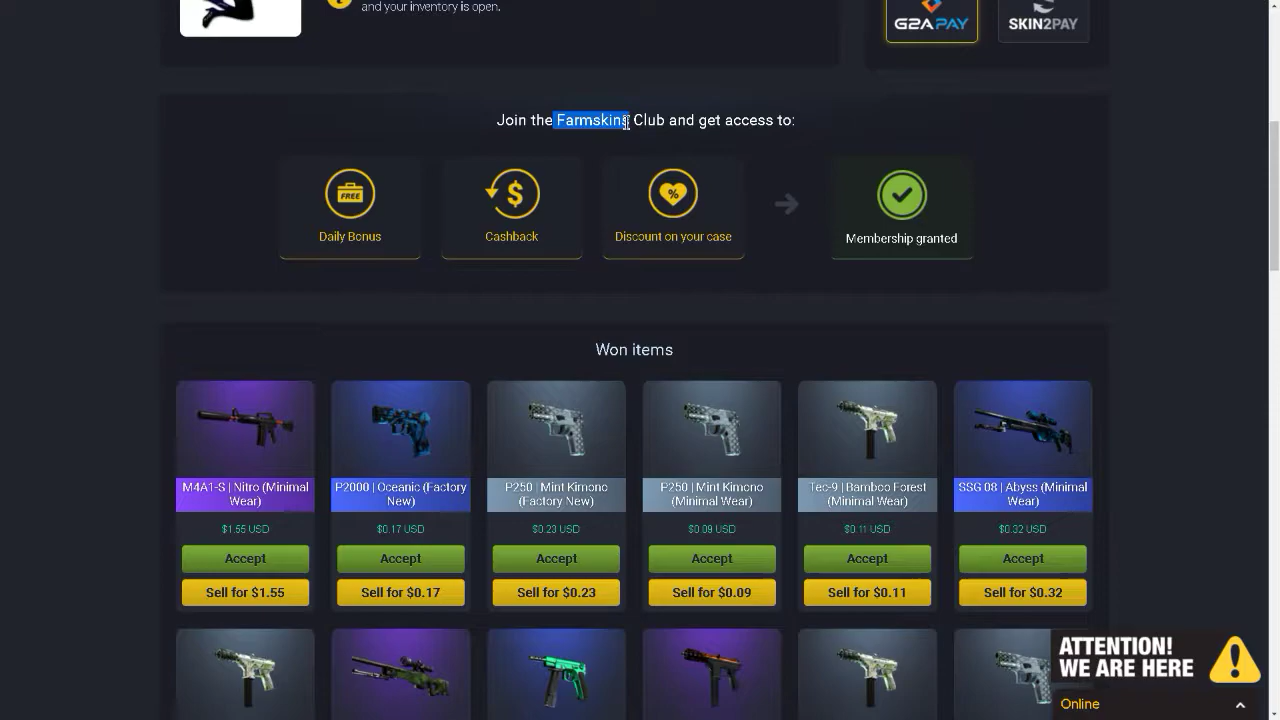 and your inventory is open.
G2A PAY
SKIN2PAY
Join the Farmskins Club and get access to:
FREE
$
%
Daily Bonus
Cashback
Discount on your case
Membership granted
Won items
M4A1-S | Nitro (Minimal
Wear)
P2000 | Oceanic (Factory
New)
P250 | Mint Kimono
(Factory New)
P250 | Mint Kimono
(Minimal Wear)
Tec-9 | Bamboo Forest
(Minimal Wear)
SSG 08 | Abyss (Minimal
Wear)
$1.55 USD
$0.17 USD
$0.23 USD
$0.09 USD
$0.11 USD
$0.32 USD
Accept
Accept
Accept
Accept
Accept
Accept
Sell for $1.55
Sell for $0.17
Sell for $0.23
Sell for $0.09
Sell for $0.11
Sell for $0.32
ATTENTION!
WE ARE HERE
Online